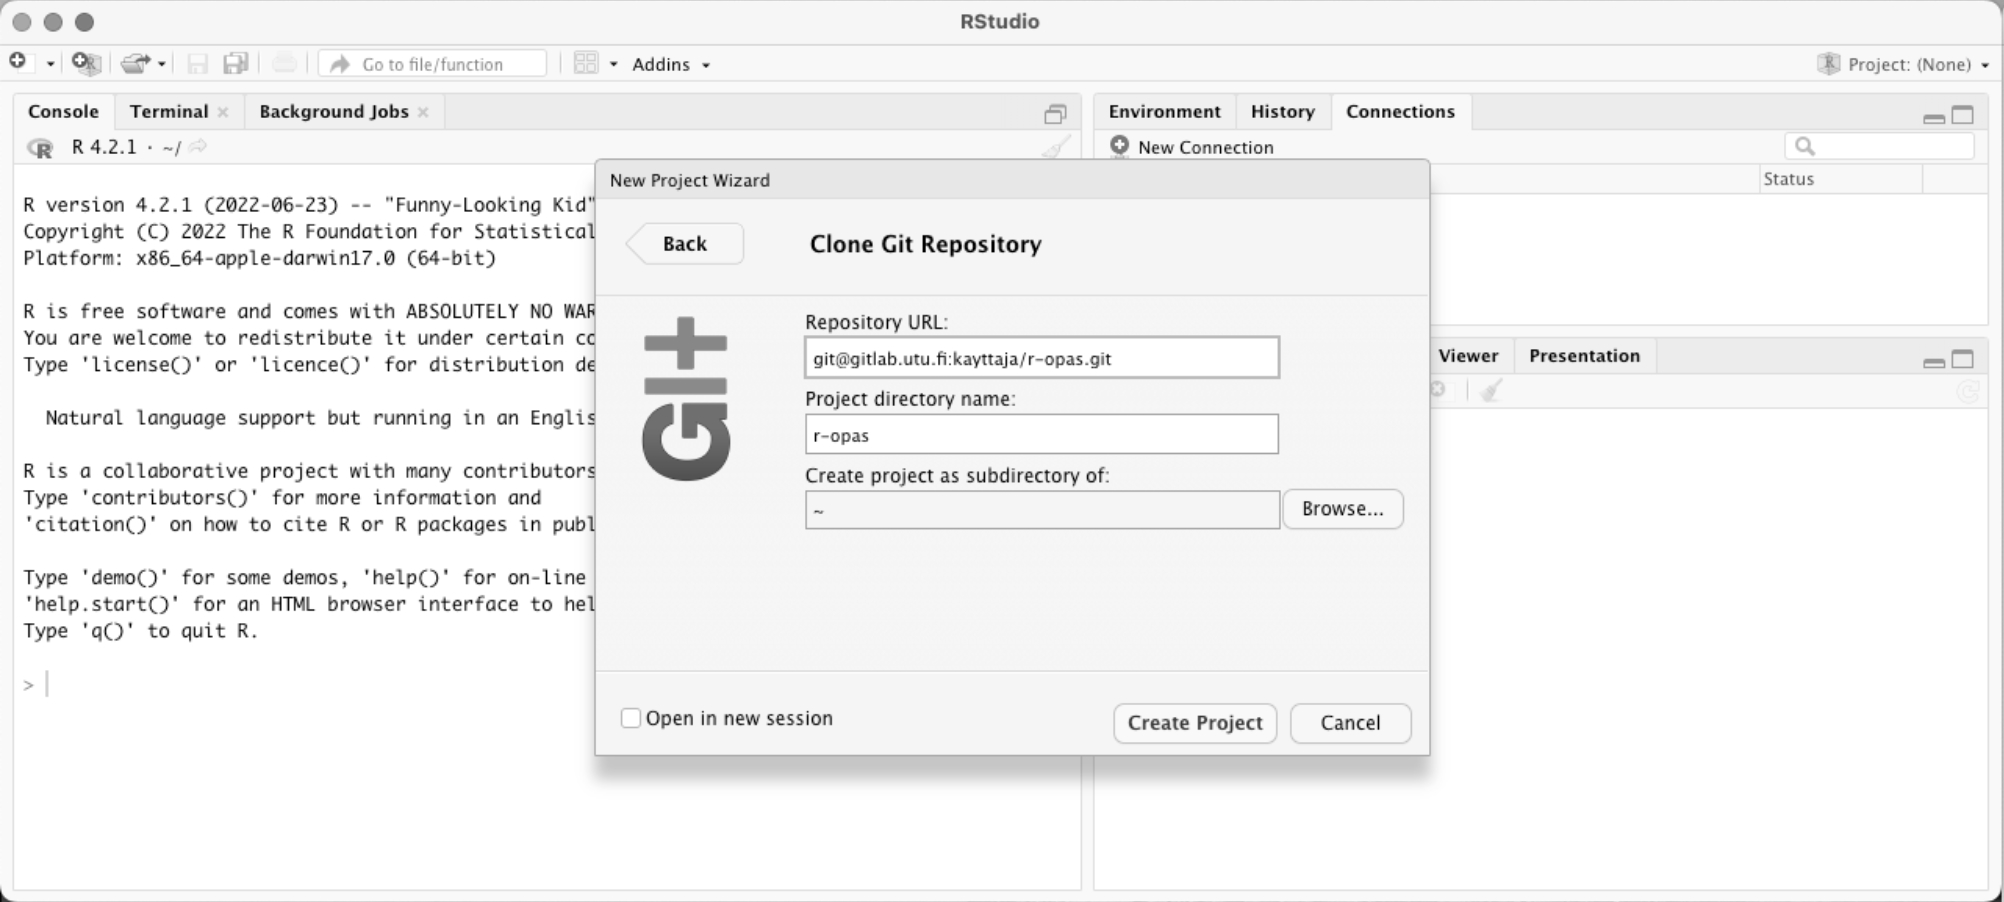 RStudio
Go to file/function
Addins
Project: (None)
Console
Terminal
Background Jobs
R 4.2.1 · ~/
R version 4.2.1 (2022-06-23) -- "Funny-Looking Kid"
Copyright (C) 2022 The R Foundation for Statistical
Platform: x86_64-apple-darwin17.0 (64-bit)
R is free software and comes with ABSOLUTELY NO WAR
You are welcome to redistribute it under certain co
Type 'license()' or 'licence()' for distribution de
Natural language support but running in an Englis
R is a collaborative project with many contributors
Type 'contributors()' for more information and
'citation()' on how to cite R or R packages in publ
Type 'demo()' for some demos, 'help()' for on-line
'help.start()' for an HTML browser interface to hel
Type 'q()' to quit R.
>
Environment
History
Connections
New Connection
Status
Viewer
Presentation
New Project Wizard
Back
Clone Git Repository
GIT
Repository URL:
git@gitlab.utu.fi:kayttaja/r-opas.git
Project directory name:
r-opas
Create project as subdirectory of:
~
Browse...
Open in new session
Create Project
Cancel